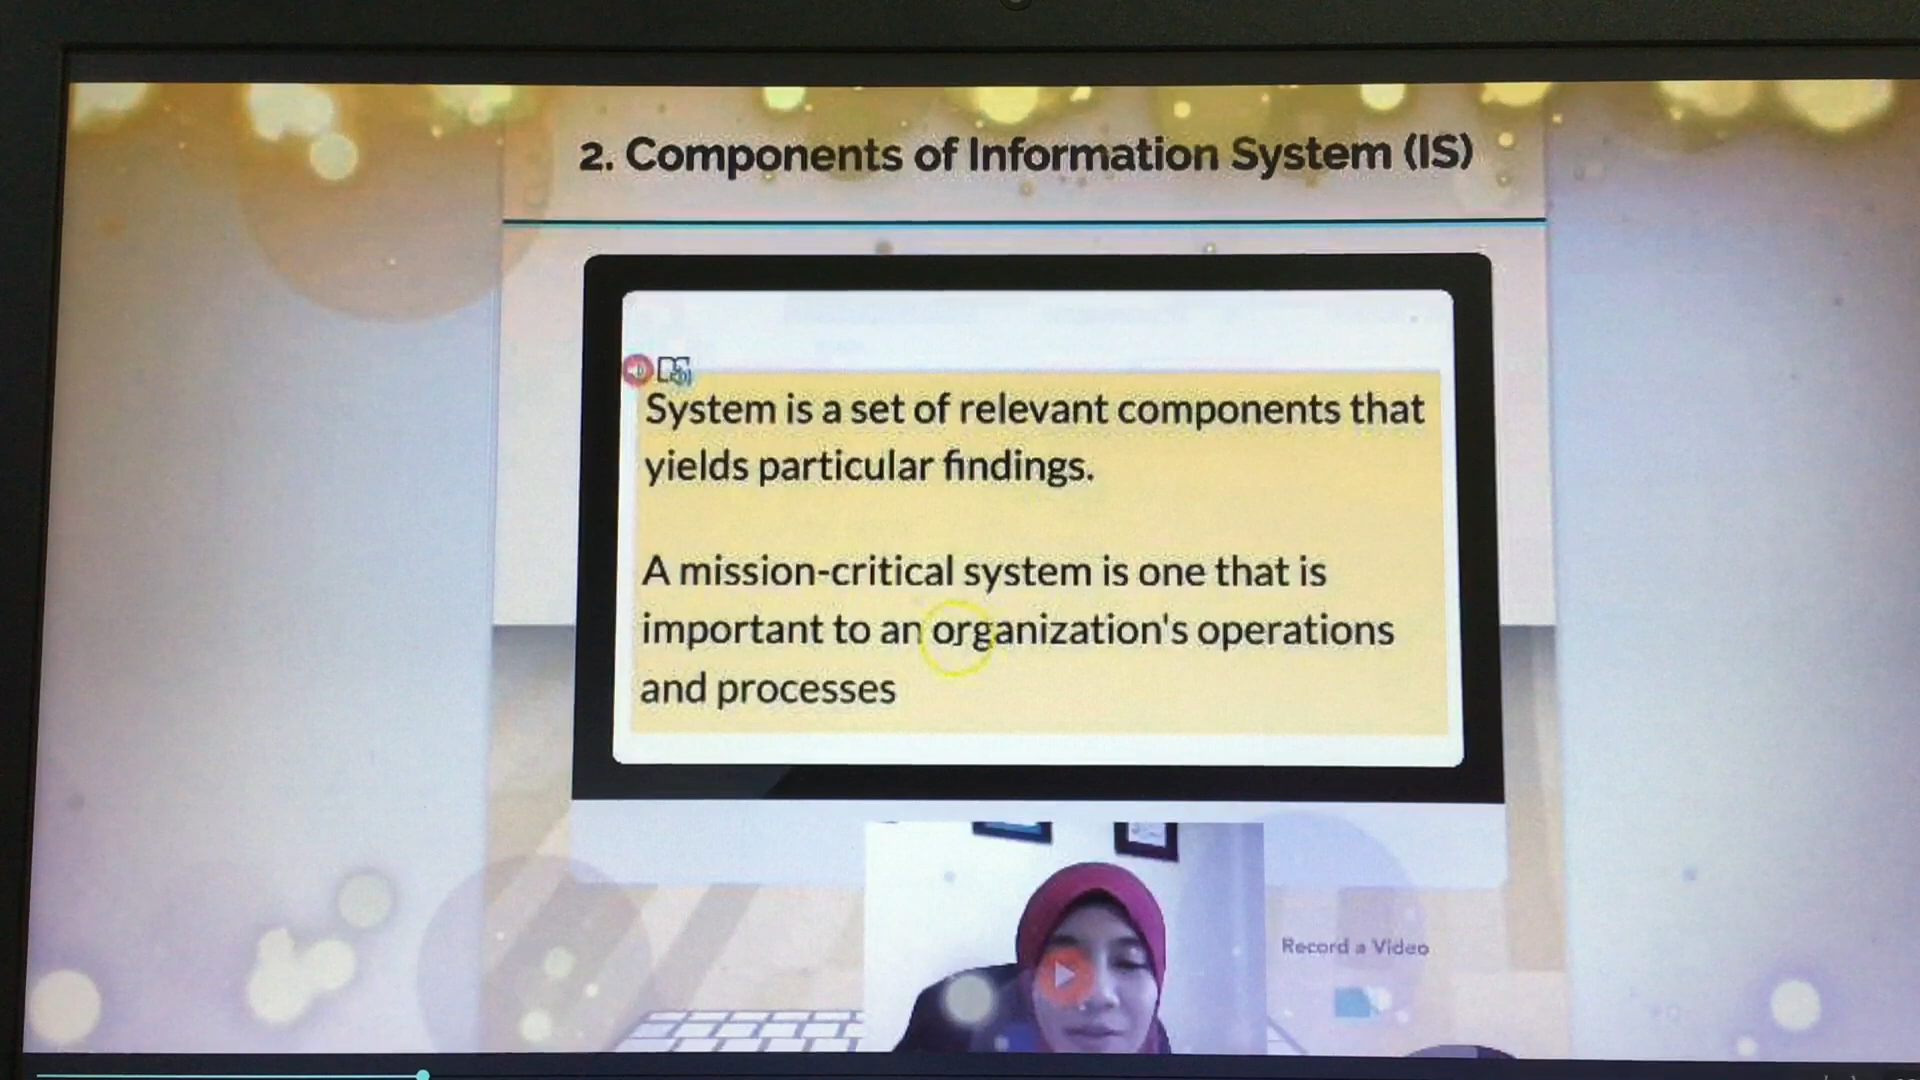 2. Components of Information System (IS)
System is a set of relevant components that
yields particular findings.
A mission-critical system is one that is
important to an organization's operations
and processes
Record a Video